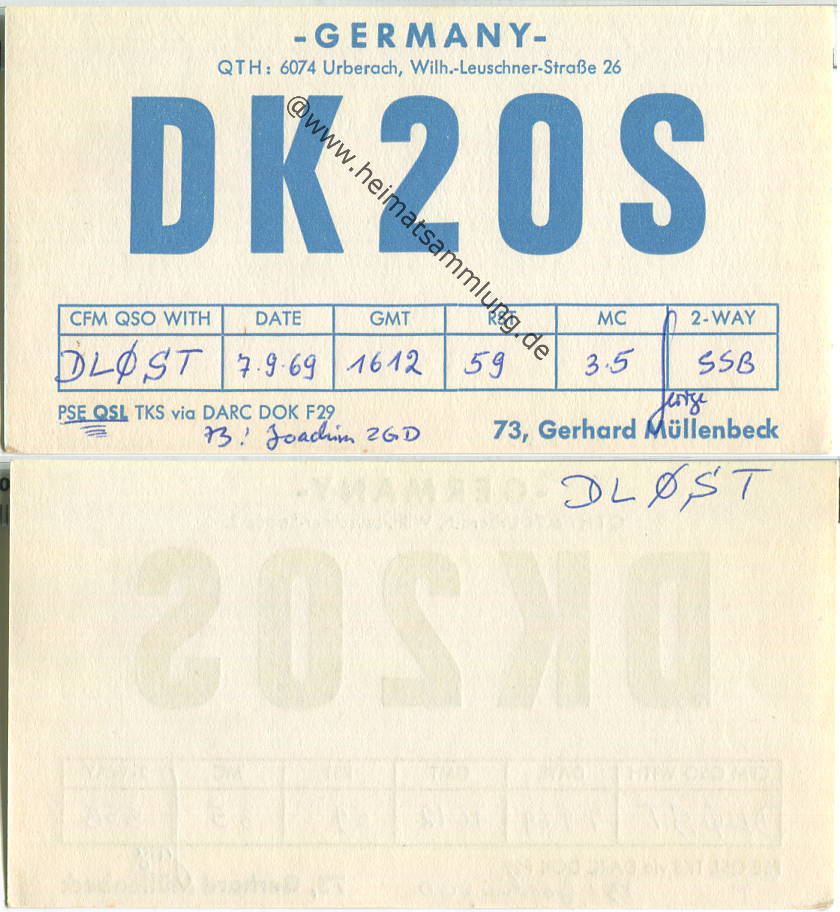 -GERMANY-
QTH: 6074 Urberach, Wilh.-Leuschner-Straße 26
DK2OS
@www.heimatsammlung.de
CFM QSO WITH DATE GMT RST MC 2-WAY
DLØST 7.9.69 1612 59 3.5 SSB
PSE QSL TKS via DARC DOK F29
73! Joachim 2GD
73, Gerhard Müllenbeck
DLØST